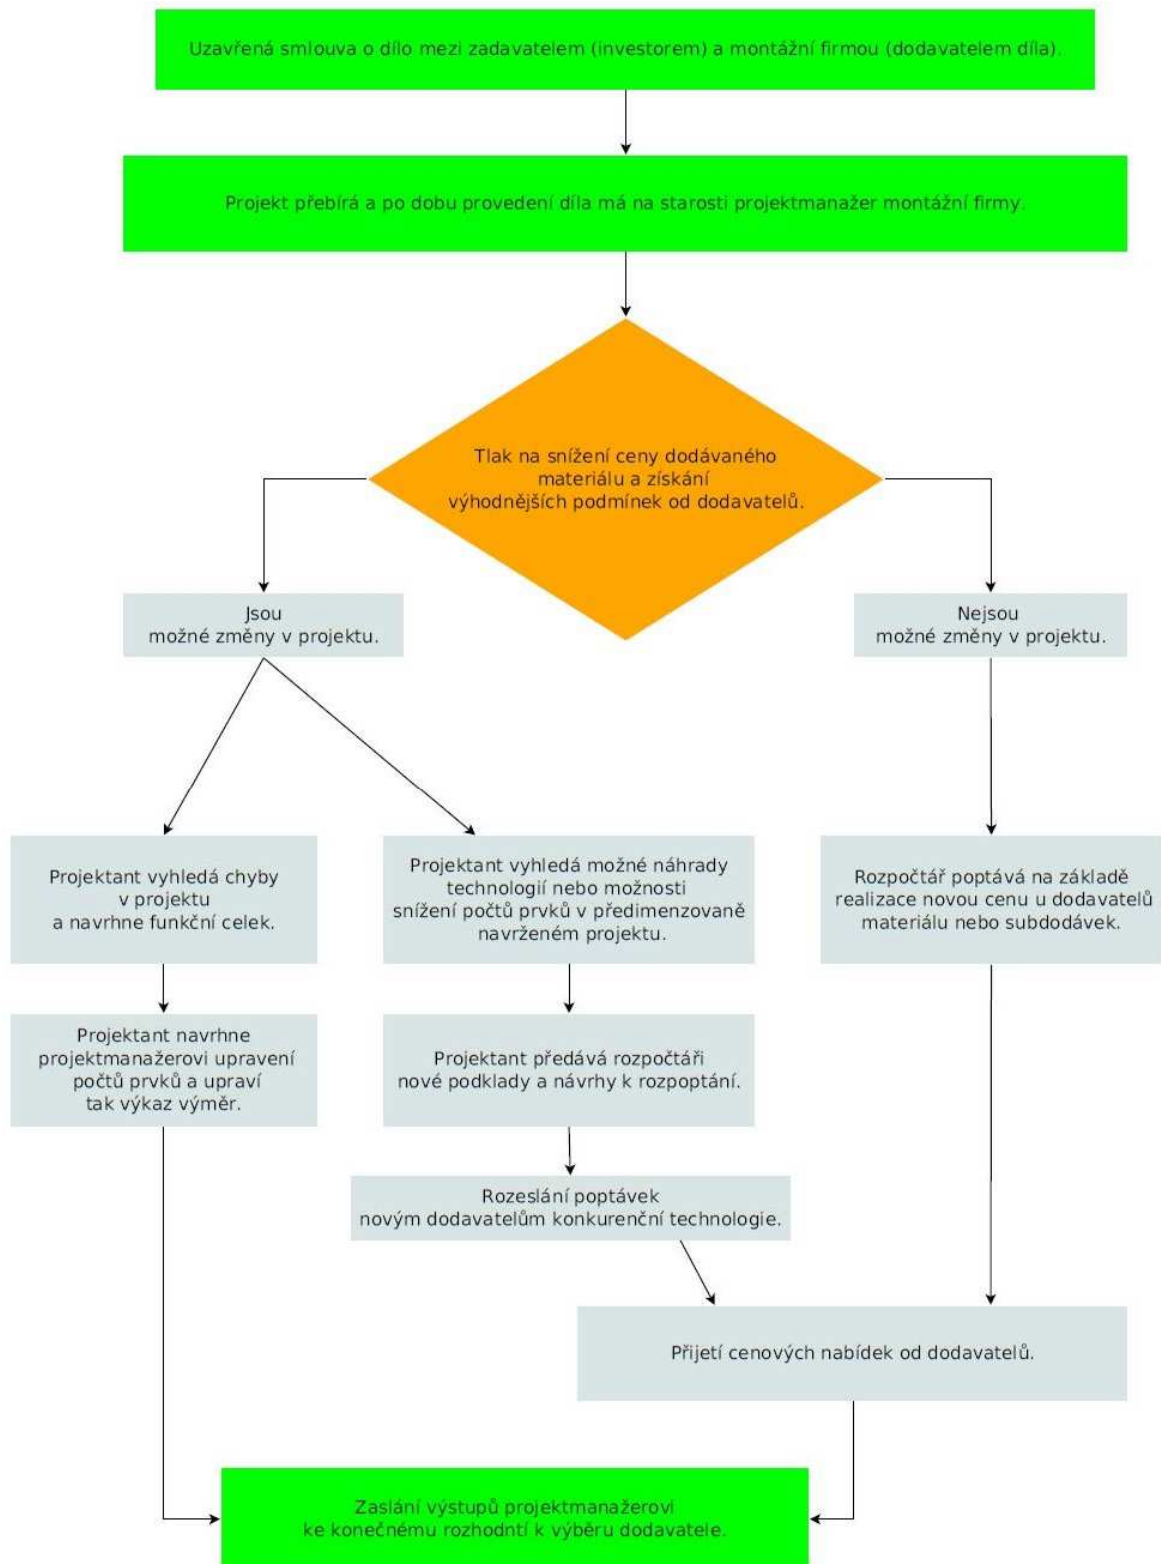 Uzavřená smlouva o dílo mezi zadavatelem (investorem) a montážní firmou (dodavatelem díla).
Projekt přebírá a po dobu provedení díla má na starosti projektmanažer montážní firmy.
Tlak na snížení ceny dodávaného
materiálu a získání
výhodnějších podmínek od dodavatelů.
Jsou
možné změny v projektu.
Nejsou
možné změny v projektu.
Projektant vyhledá chyby
v projektu
a navrhne funkční celek.
Projektant vyhledá možné náhrady
technologií nebo možnosti
snížení počtů prvků v předimenzovaně
navrženém projektu.
Rozpočtář poptává na základě
realizace novou cenu u dodavatelů
materiálu nebo subdodávek.
Projektant navrhne
projektmanažerovi upravení
počtů prvků a upraví
tak výkaz výměr.
Projektant předává rozpočtáři
nové podklady a návrhy k rozpoptání.
Rozeslání poptávek
novým dodavatelům konkurenční technologie.
Přijetí cenových nabídek od dodavatelů.
Zaslání výstupů projektmanažerovi
ke konečnému rozhodntí k výběru dodavatele.